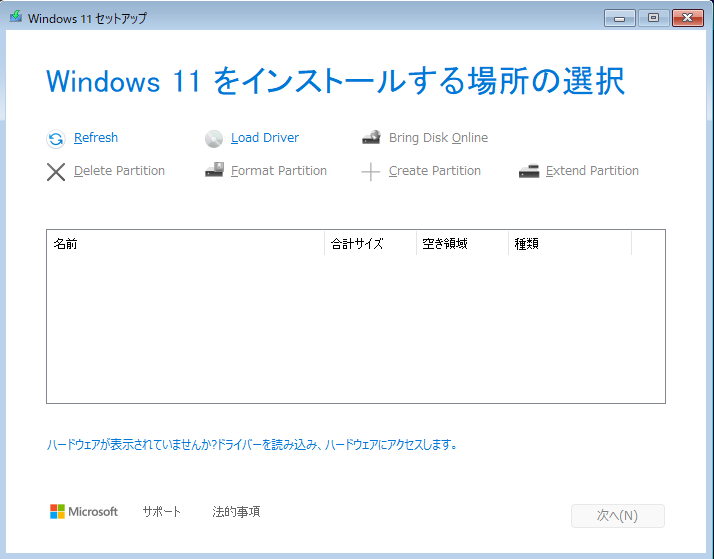 Windows 11 セットアップ
Windows 11 をインストールする場所の選択
Refresh Load Driver Bring Disk Online
Delete Partition Format Partition Create Partition Extend Partition
名前 合計サイズ 空き領域 種類
ハードウェアが表示されていませんか?ドライバーを読み込み、ハードウェアにアクセスします。
Microsoft サポート 法的事項 次へ(N)